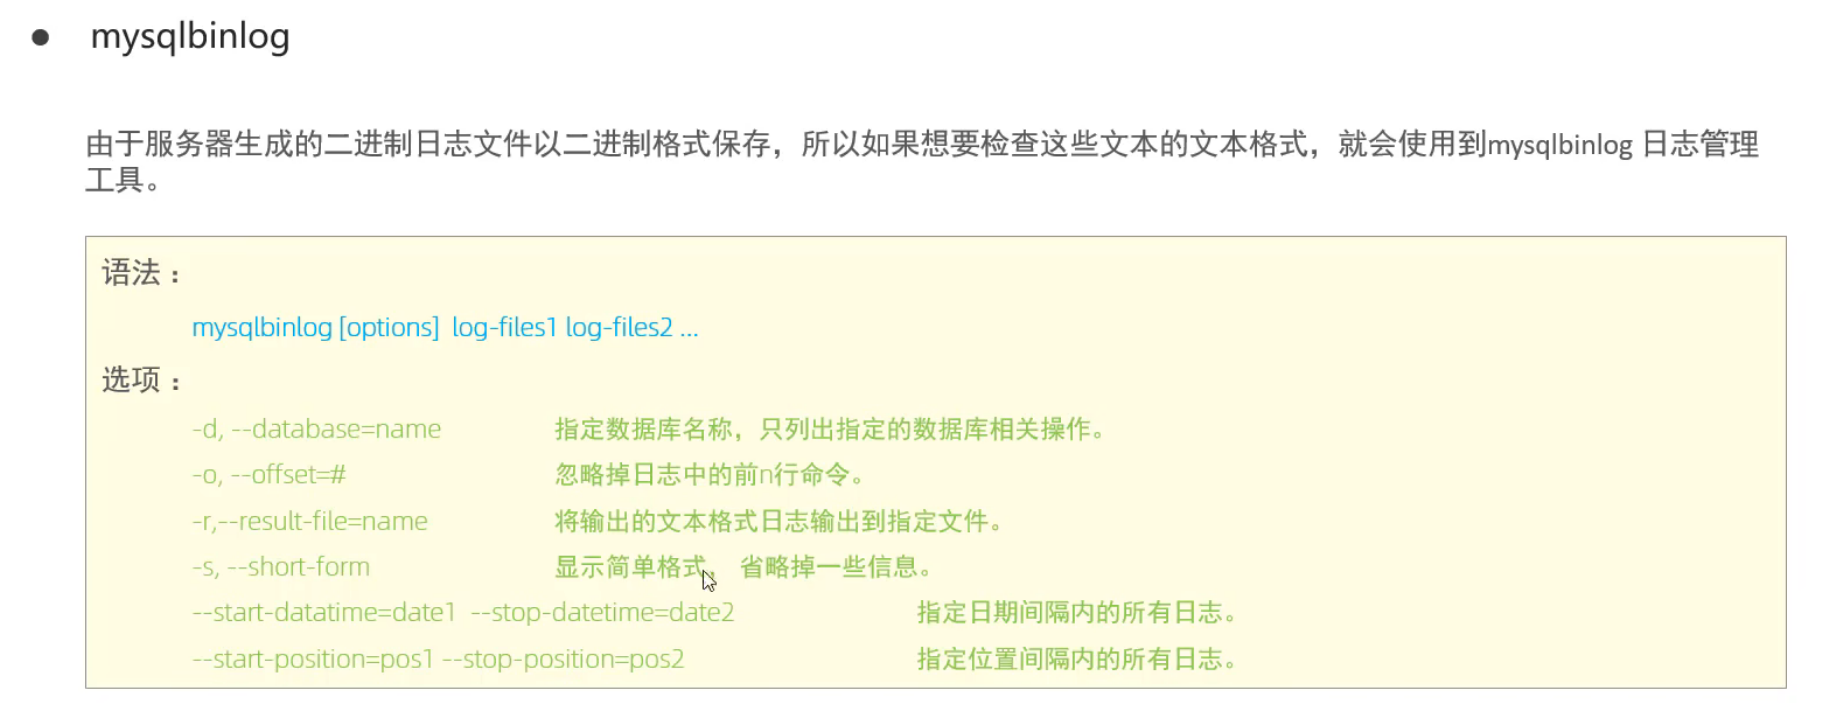 ● mysqlbinlog
由于服务器生成的二进制日志文件以二进制格式保存，所以如果想要检查这些文本的文本格式，就会使用到mysqlbinlog 日志管理
工具。
语法：
mysqlbinlog [options] log-files1 log-files2 ...
选项：
-d, --database=name 指定数据库名称，只列出指定的数据库相关操作。
-o, --offset=# 忽略掉日志中的前n行命令。
-r,--result-file=name 将输出的文本格式日志输出到指定文件。
-s, --short-form 显示简单格式， 省略掉一些信息。
--start-datatime=date1 --stop-datetime=date2 指定日期间隔内的所有日志。
--start-position=pos1 --stop-position=pos2 指定位置间隔内的所有日志。